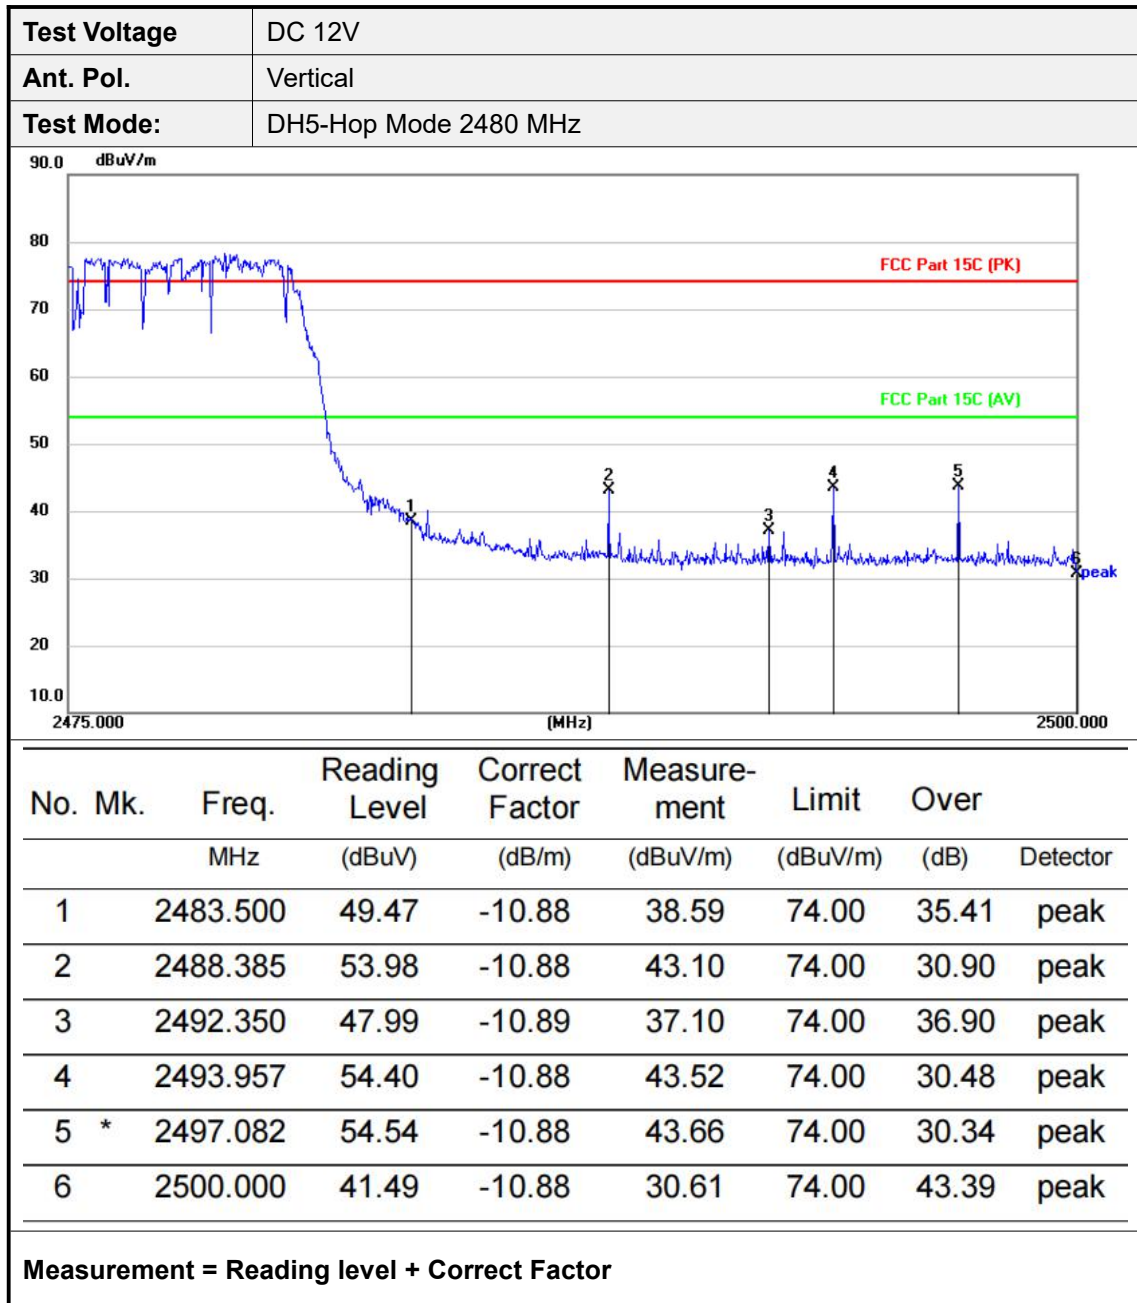 Test Voltage DC 12V
Ant. Pol. Vertical
Test Mode: DH5-Hop Mode 2480 MHz
90.0 dBuV/m
80
FCC Part 15C (PK)
70
60
FCC Part 15C (AV)
50
2 4 5
40
1 3
30
6
peak
20
10.0
2475.000 (MHz) 2500.000
No. Mk. Freq. Reading Level Correct Factor Measure-ment Limit Over
MHz (dBuV) (dB/m) (dBuV/m) (dBuV/m) (dB) Detector
1 2483.500 49.47 -10.88 38.59 74.00 35.41 peak
2 2488.385 53.98 -10.88 43.10 74.00 30.90 peak
3 2492.350 47.99 -10.89 37.10 74.00 36.90 peak
4 2493.957 54.40 -10.88 43.52 74.00 30.48 peak
5 * 2497.082 54.54 -10.88 43.66 74.00 30.34 peak
6 2500.000 41.49 -10.88 30.61 74.00 43.39 peak
Measurement = Reading level + Correct Factor